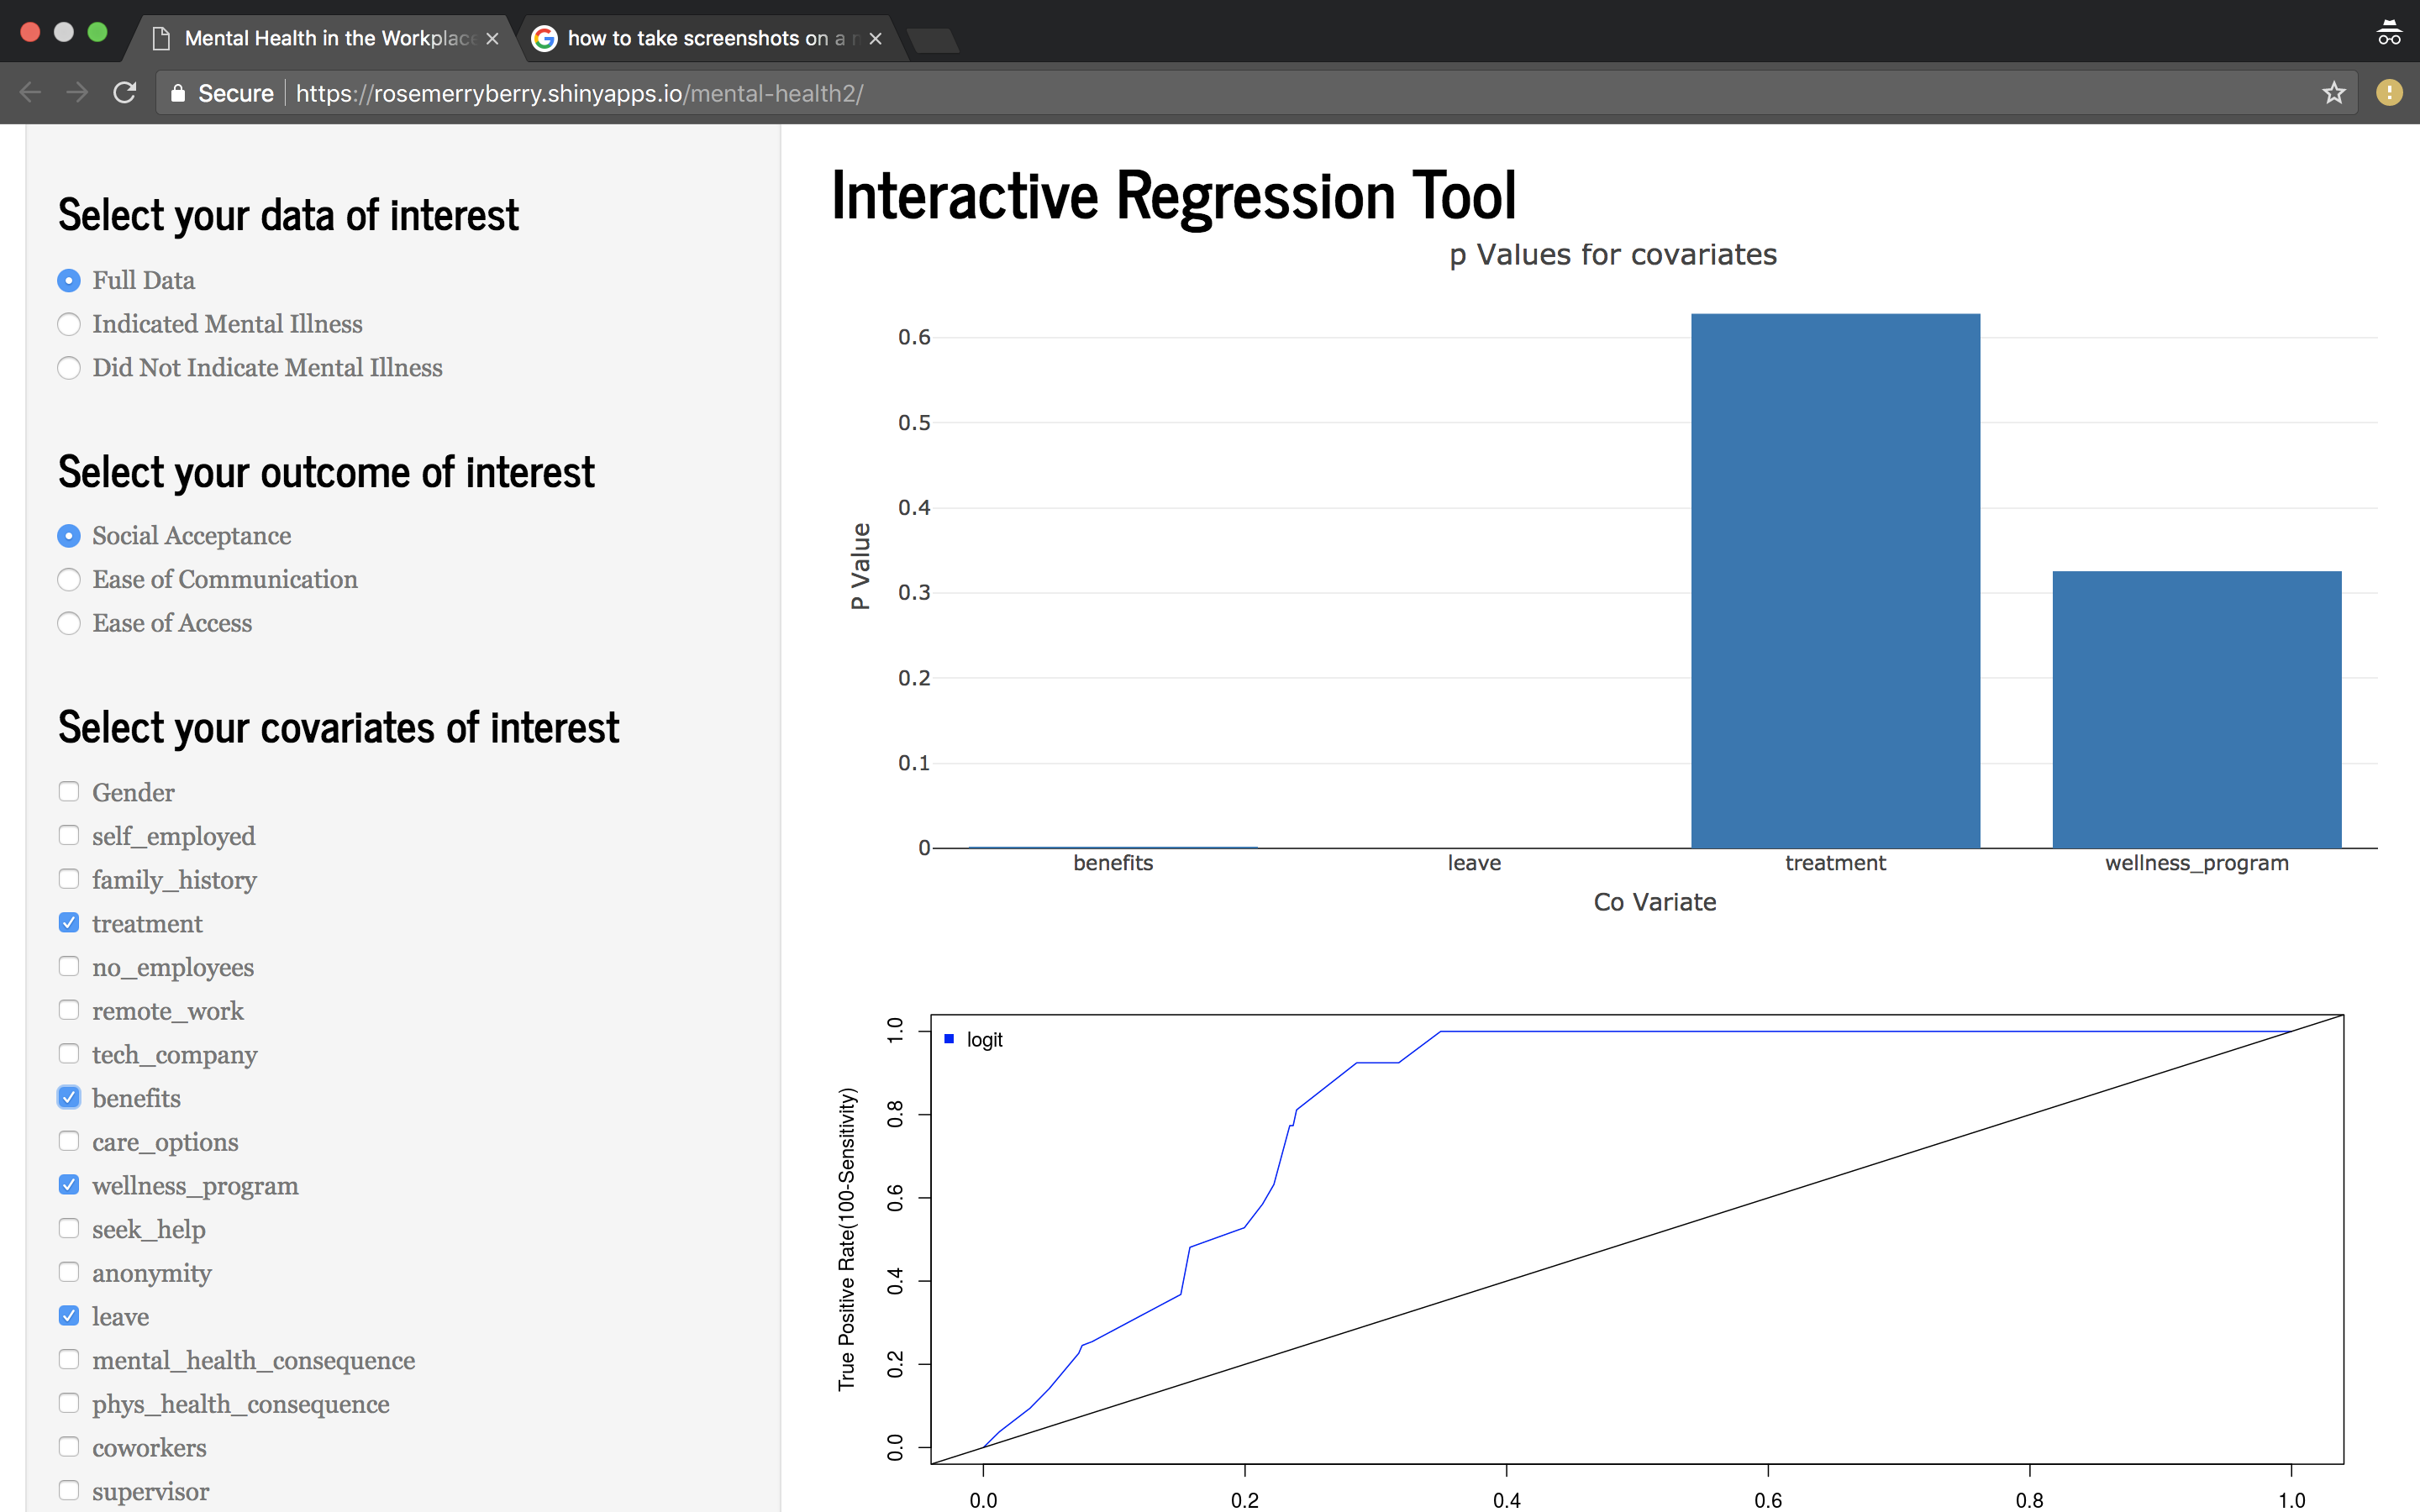 Mental Health in the Workplace
how to take screenshots on a
Secure https://rosemerryberry.shinyapps.io/mental-health2/
Select your data of interest
Full Data
Indicated Mental Illness
Did Not Indicate Mental Illness
Select your outcome of interest
Social Acceptance
Ease of Communication
Ease of Access
Select your covariates of interest
Gender
self_employed
family_history
treatment
no_employees
remote_work
tech_company
benefits
care_options
wellness_program
seek_help
anonymity
leave
mental_health_consequence
phys_health_consequence
coworkers
supervisor
Interactive Regression Tool
p Values for covariates
P Value
0.6
0.5
0.4
0.3
0.2
0.1
0
benefits leave treatment wellness_program
Co Variate
logit
True Positive Rate(100-Sensitivity)
1.0
0.8
0.6
0.4
0.2
0.0
0.0 0.2 0.4 0.6 0.8 1.0